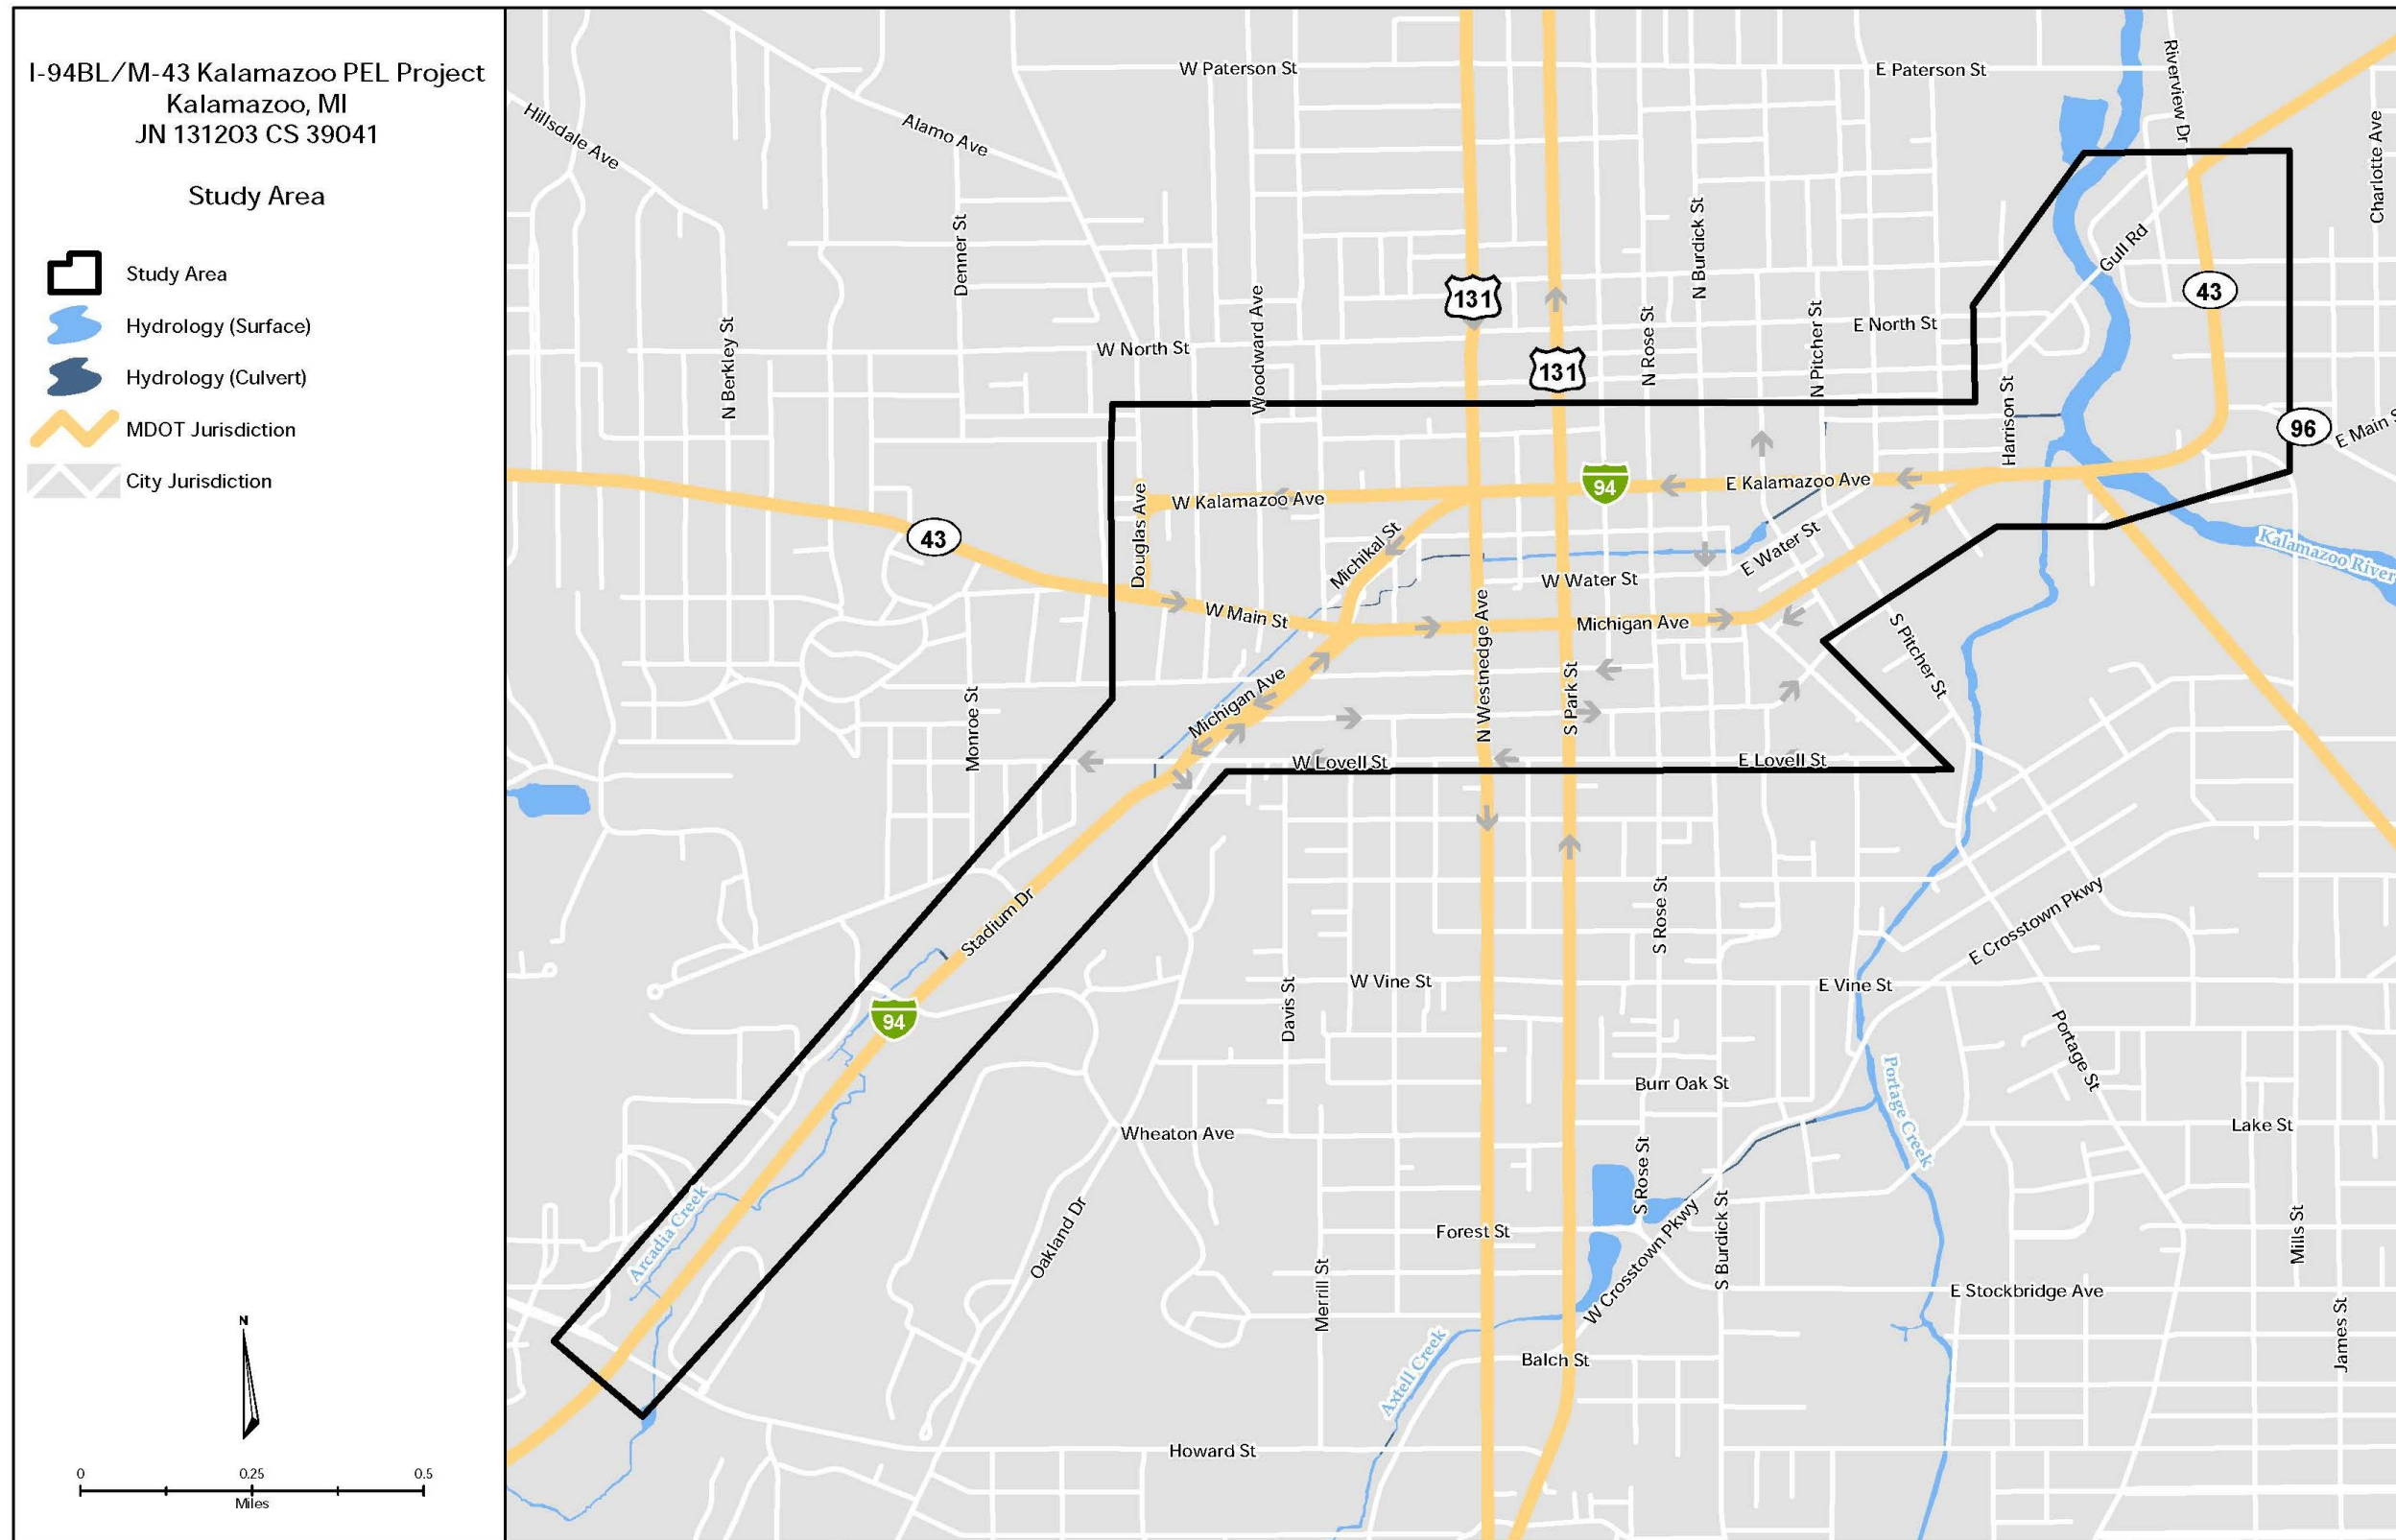 I-94BL/M-43 Kalamazoo PEL Project
Kalamazoo, MI
JN 131203 CS 39041
Study Area
Study Area
Hydrology (Surface)
Hydrology (Culvert)
MDOT Jurisdiction
City Jurisdiction
N
0
0.25
0.5
Miles
W Paterson St
E Paterson St
Riverview Dr
Hillsdale Ave
Alamo Ave
Charlotte Ave
Denner St
N Burdick St
Gull Rd
131
43
Woodward Ave
N Rose St
N Pitcher St
E North St
W North St
N Berkley St
131
Harrison St
96
E Main S
W Kalamazoo Ave
94
E Kalamazoo Ave
Douglas Ave
43
Michikal St
E Water St
Kalamazoo River
W Water St
W Main St
Michigan Ave
N Westnedge Ave
S Park St
S Pitcher St
Michigan Ave
Monroe St
W Lovell St
E Lovell St
Stadium Dr
S Rose St
E Crosstown Pkwy
Davis St
W Vine St
E Vine St
94
Portage St
Portage Creek
Burr Oak St
Wheaton Ave
Lake St
Arcadia Creek
Oakland Dr
S Rose St
Forest St
W Crosstown Pkwy
S Burdick St
Mills St
Merrill St
E Stockbridge Ave
James St
Axtell Creek
Balch St
Howard St